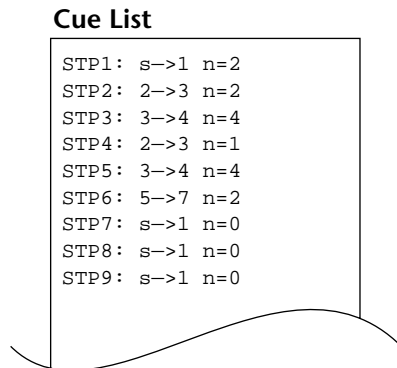 Cue List
STP1: s—>1 n=2
STP2: 2—>3 n=2
STP3: 3—>4 n=4
STP4: 2—>3 n=1
STP5: 3—>4 n=4
STP6: 5—>7 n=2
STP7: s—>1 n=0
STP8: s—>1 n=0
STP9: s—>1 n=0